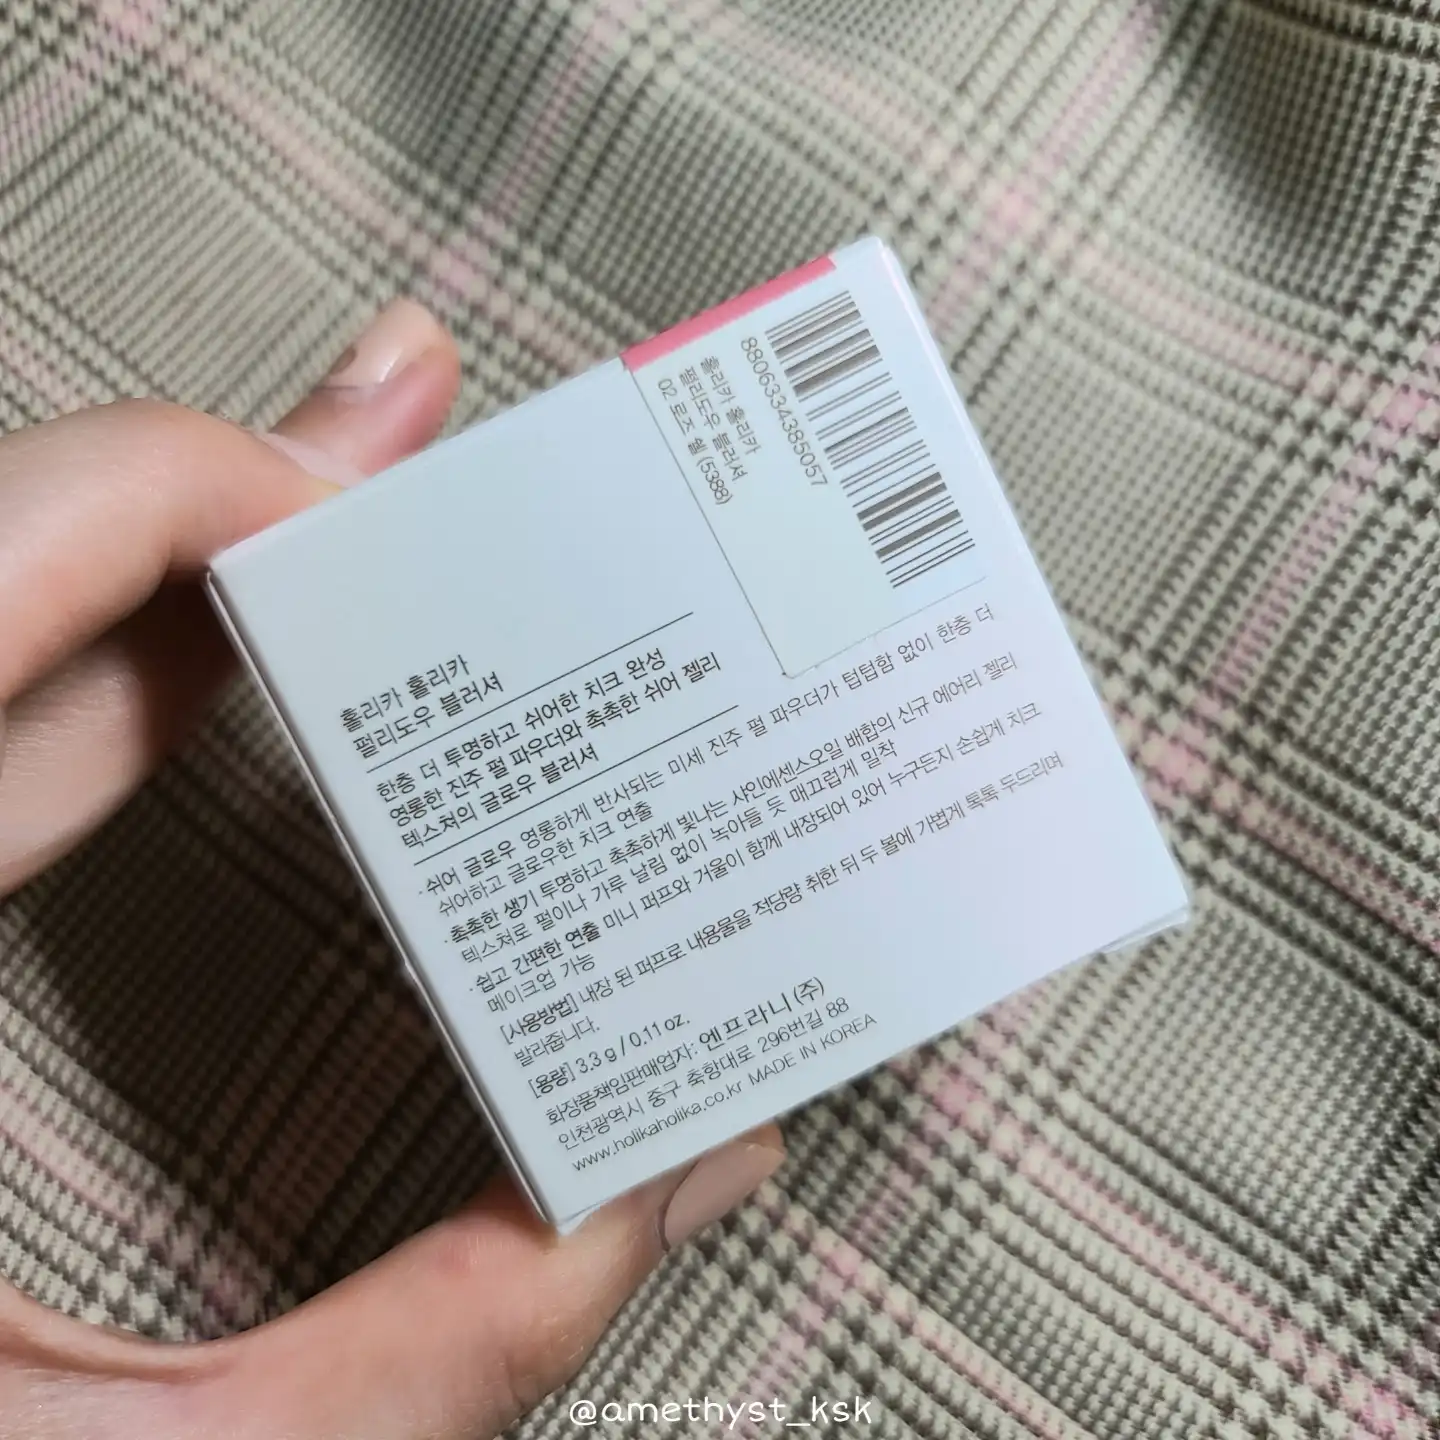 8806334385057
홀리카 홀리카
펄리도우 블러셔
02 로즈 쉘 (5388)
홀리카 홀리카
펄리도우 블러셔
한층 더 투명하고 쉬어한 치크 완성
영롱한 진주 펄 파우더와 촉촉한 쉬어 젤리
텍스쳐의 글로우 블러셔
·쉬어 글로우 영롱하게 반사되는 미세 진주 펄 파우더가 텁텁함 없이 한층 더
쉬어하고 글로우한 치크 연출
·촉촉한 생기 투명하고 촉촉하게 빛나는 샤인에센스오일 배합의 신규 에어리 젤리
텍스쳐로 펄이나 가루 날림 없이 녹아들 듯 매끄럽게 밀착
·쉽고 간편한 연출 미니 퍼프와 거울이 함께 내장되어 있어 누구든지 손쉽게 치크
메이크업 가능
[사용방법] 내장 된 퍼프로 내용물을 적당량 취한 뒤 두 볼에 가볍게 톡톡 두드리며
발라줍니다.
[용량] 3.3 g / 0.11 oz.
화장품책임판매업자: 엔프라니(주)
인천광역시 중구 축항대로 296번길 88
www.holikaholika.co.kr MADE IN KOREA
@amethyst_ksk